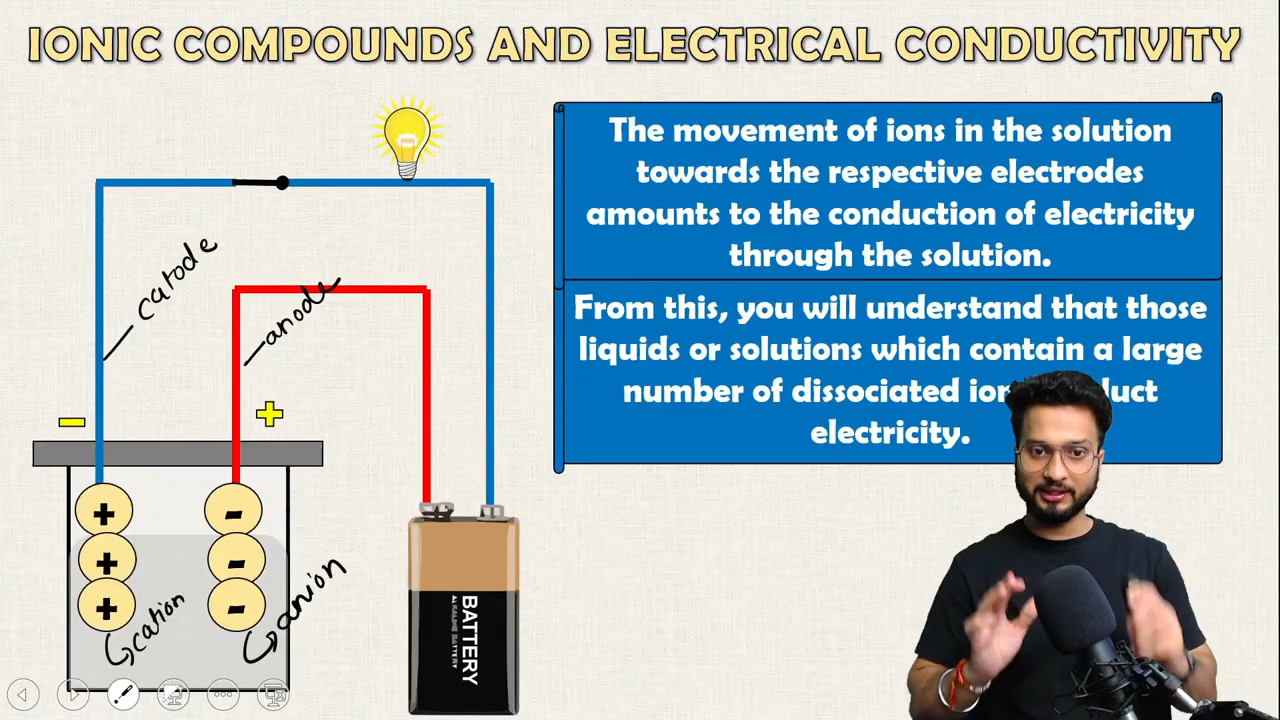 IONIC COMPOUNDS AND ELECTRICAL CONDUCTIVITY
The movement of ions in the solution
towards the respective electrodes
amounts to the conduction of electricity
through the solution.
From this, you will understand that those
liquids or solutions which contain a large
number of dissociated
electricity.
catode
anode
-
+
+
+
+
-
-
-
cation
anion
BATTERY
ALKALINE BATTERY